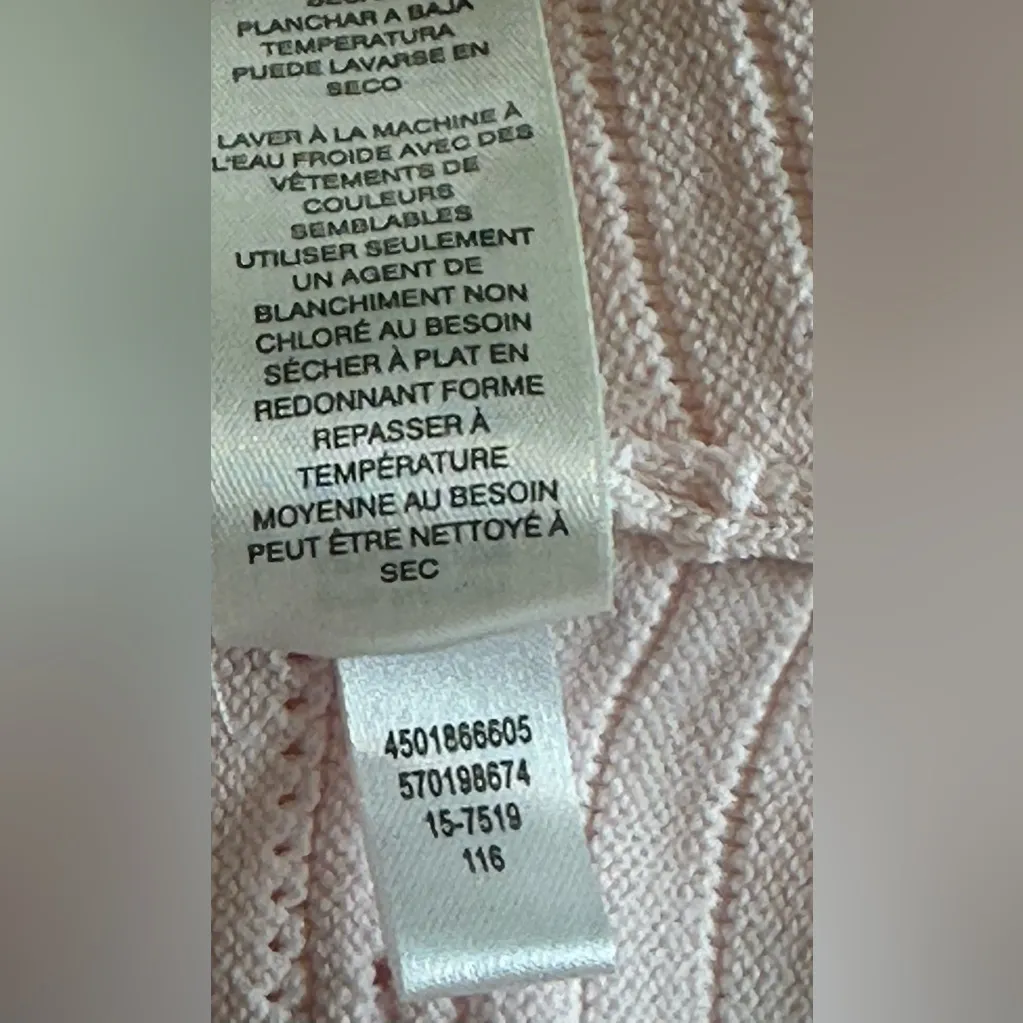 PLANCHAR A BAJA
TEMPERATURA
PUEDE LAVARSE EN
SECO
LAVER À LA MACHINE À
L'EAU FROIDE AVEC DES
VÊTEMENTS DE
COULEURS
SEMBLABLES
UTILISER SEULEMENT
UN AGENT DE
BLANCHIMENT NON
CHLORÉ AU BESOIN
SÉCHER À PLAT EN
REDONNANT FORME
REPASSER À
TEMPÉRATURE
MOYENNE AU BESOIN
PEUT ÊTRE NETTOYÉ À
SEC
4501866605
570198674
15-7519
116